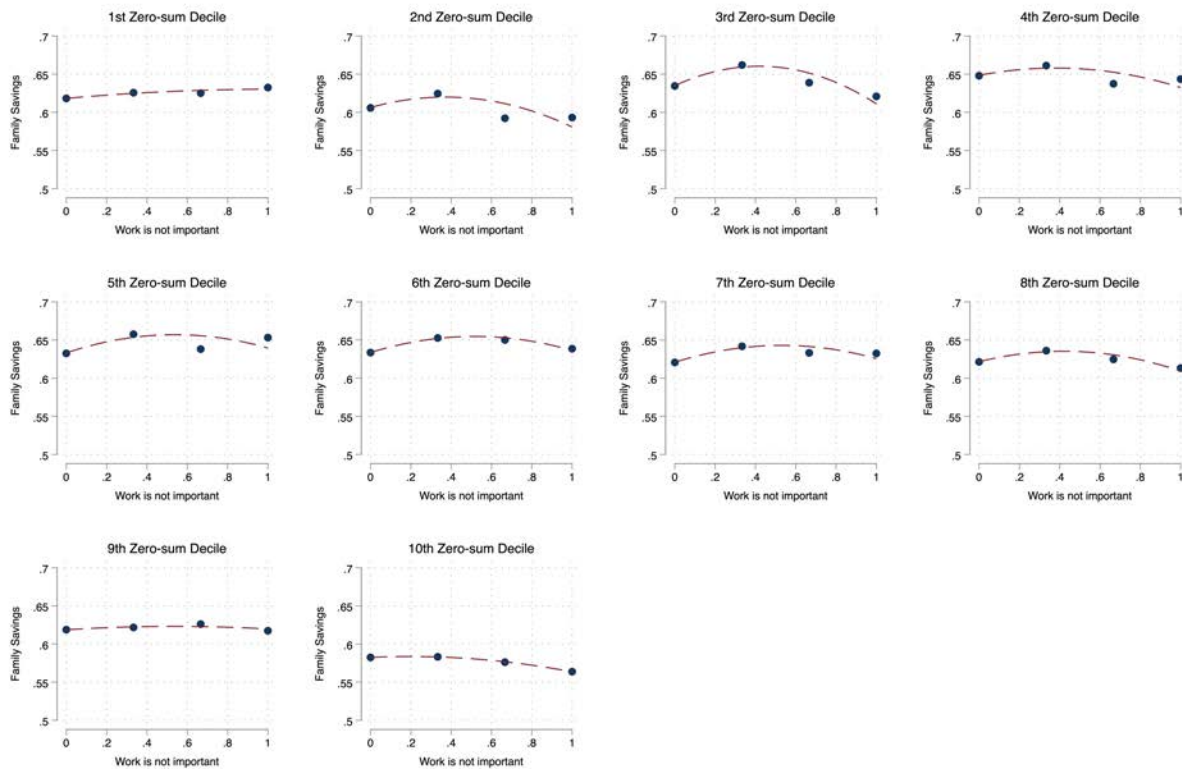 1st Zero-sum Decile
.7
.65
.6
.55
.5
Family Savings
0 .2 .4 .6 .8 1
Work is not important
2nd Zero-sum Decile
.7
.65
.6
.55
.5
Family Savings
0 .2 .4 .6 .8 1
Work is not important
3rd Zero-sum Decile
.7
.65
.6
.55
.5
Family Savings
0 .2 .4 .6 .8 1
Work is not important
4th Zero-sum Decile
.7
.65
.6
.55
.5
Family Savings
0 .2 .4 .6 .8 1
Work is not important
5th Zero-sum Decile
.7
.65
.6
.55
.5
Family Savings
0 .2 .4 .6 .8 1
Work is not important
6th Zero-sum Decile
.7
.65
.6
.55
.5
Family Savings
0 .2 .4 .6 .8 1
Work is not important
7th Zero-sum Decile
.7
.65
.6
.55
.5
Family Savings
0 .2 .4 .6 .8 1
Work is not important
8th Zero-sum Decile
.7
.65
.6
.55
.5
Family Savings
0 .2 .4 .6 .8 1
Work is not important
9th Zero-sum Decile
.7
.65
.6
.55
.5
Family Savings
0 .2 .4 .6 .8 1
Work is not important
10th Zero-sum Decile
.7
.65
.6
.55
.5
Family Savings
0 .2 .4 .6 .8 1
Work is not important